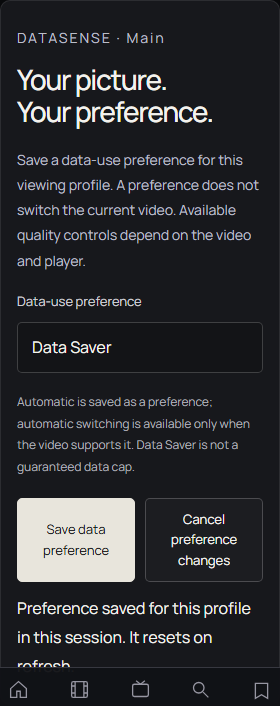 DATASENSE · Main
Your picture.
Your preference.
Save a data-use preference for this
viewing profile. A preference does not
switch the current video. Available
quality controls depend on the video
and player.
Data-use preference
Data Saver
Automatic is saved as a preference;
automatic switching is available only when
the video supports it. Data Saver is not a
guaranteed data cap.
Save data
preference
Cancel
preference
changes
Preference saved for this profile
in this session. It resets on
refresh.